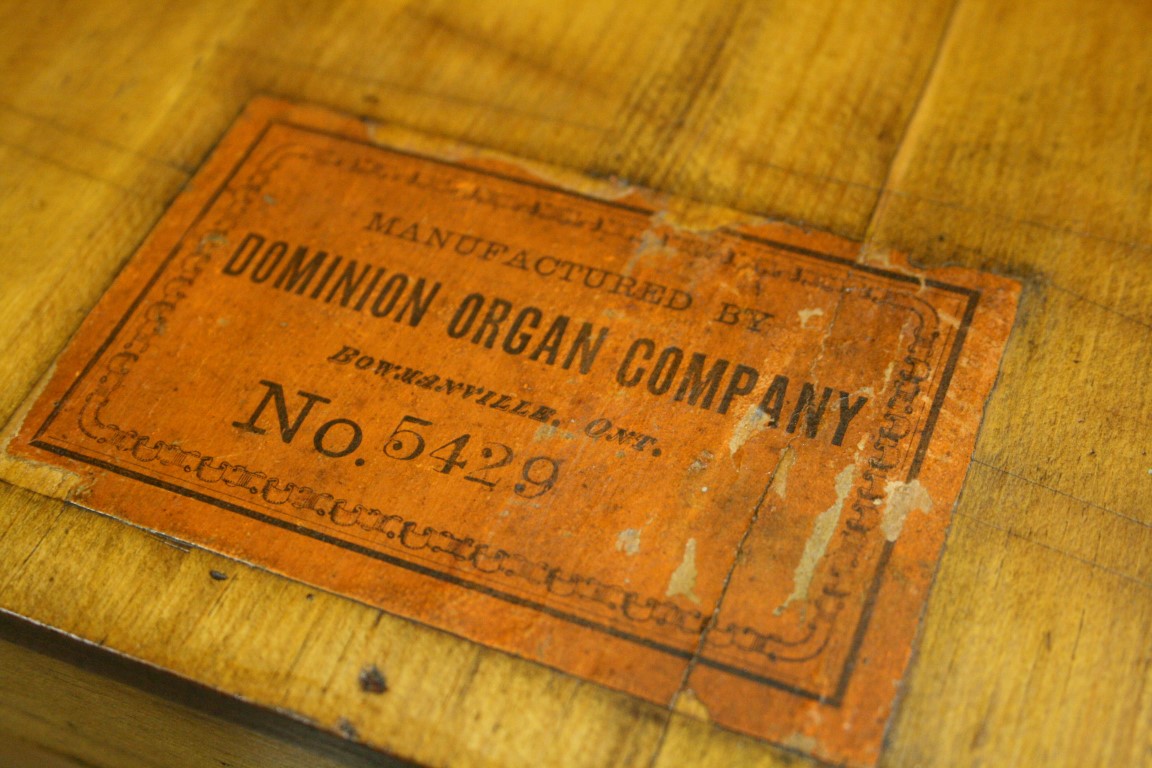 MANUFACTURED BY
DOMINION ORGAN COMPANY
BOWMANVILLE, ONT.
No. 5429